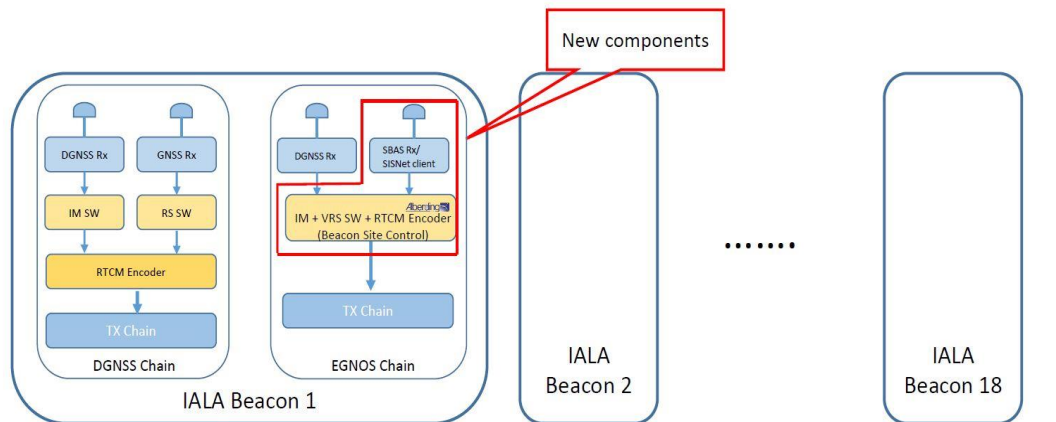 New components
DGNSS Rx
GNSS Rx
IM SW
RS SW
RTCM Encoder
TX Chain
DGNSS Chain
DGNSS Rx
SBAS Rx/
SISNet client
Alberding
IM + VRS SW + RTCM Encoder
(Beacon Site Control)
TX Chain
EGNOS Chain
IALA Beacon 1
IALA
Beacon 2
.......
IALA
Beacon 18